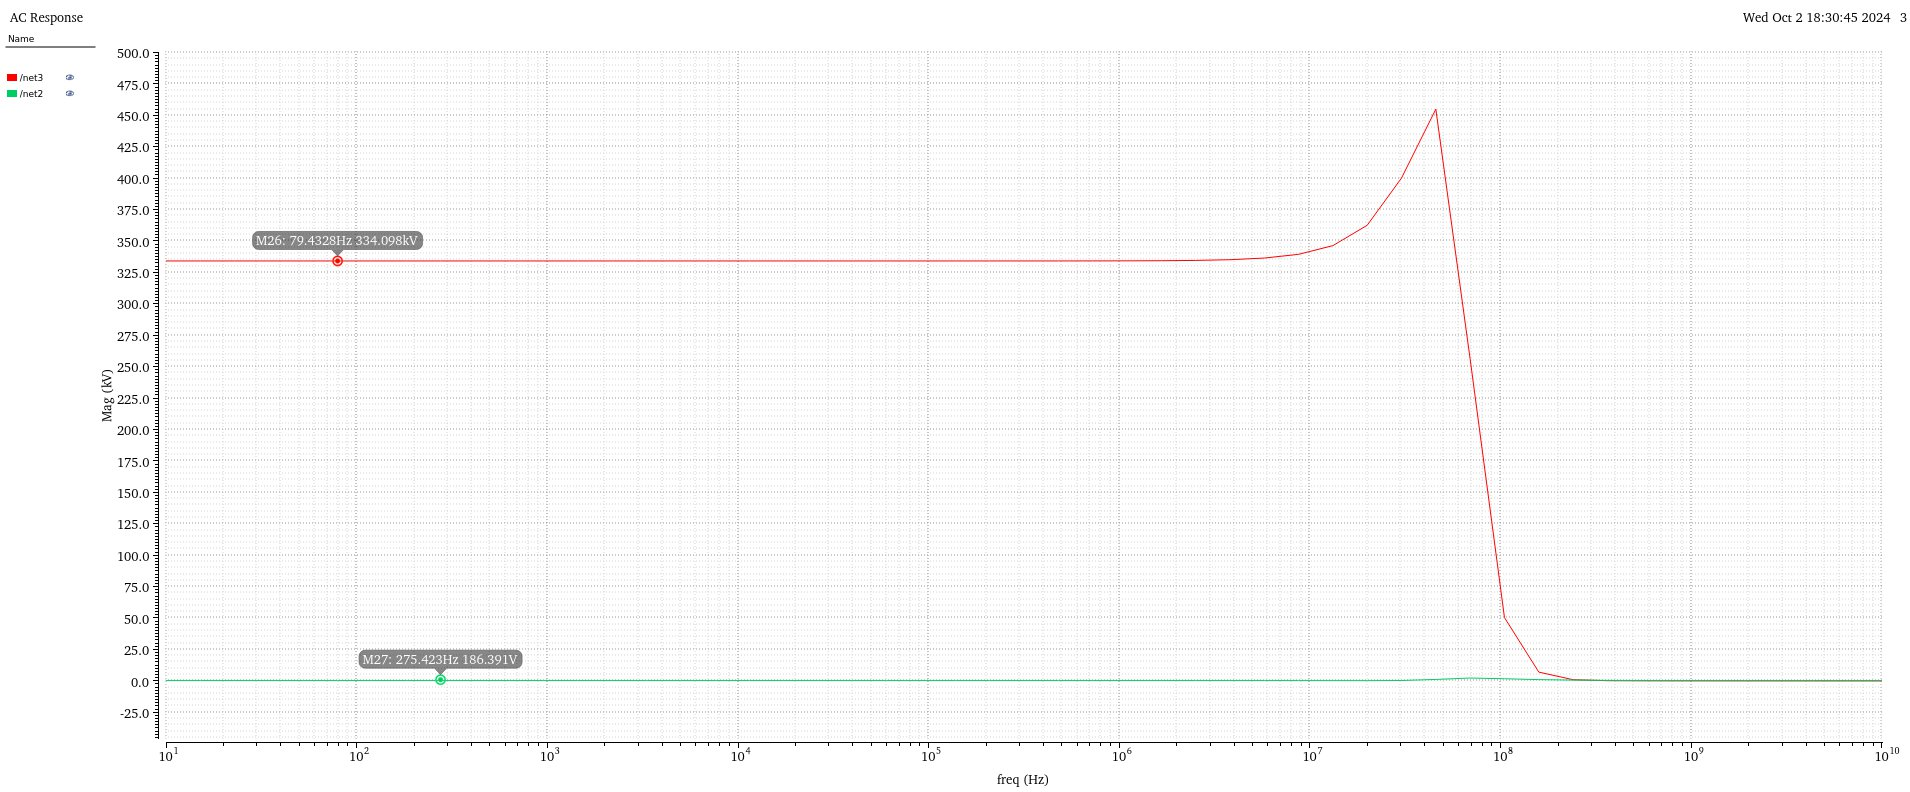 AC Response
Wed Oct 2 18:30:45 2024 3
Name
/net3
/net2
500.0
475.0
450.0
425.0
400.0
375.0
350.0
325.0
300.0
275.0
250.0
225.0
200.0
175.0
150.0
125.0
100.0
75.0
50.0
25.0
0.0
-25.0
Mag (kV)
M26: 79.4328Hz 334.098kV
M27: 275.423Hz 186.391V
10¹ 10² 10³ 10⁴ 10⁵ 10⁶ 10⁷ 10⁸ 10⁹ 10¹⁰
freq (Hz)